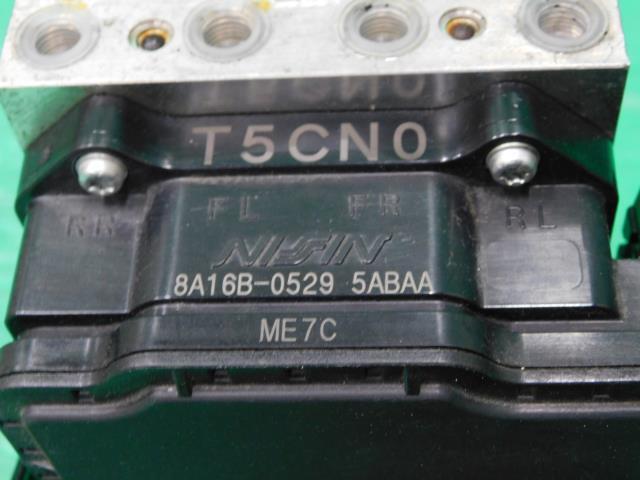 T5CN0
RR FL FR RL
NISSIN
8A16B-0529 5ABAA
ME7C